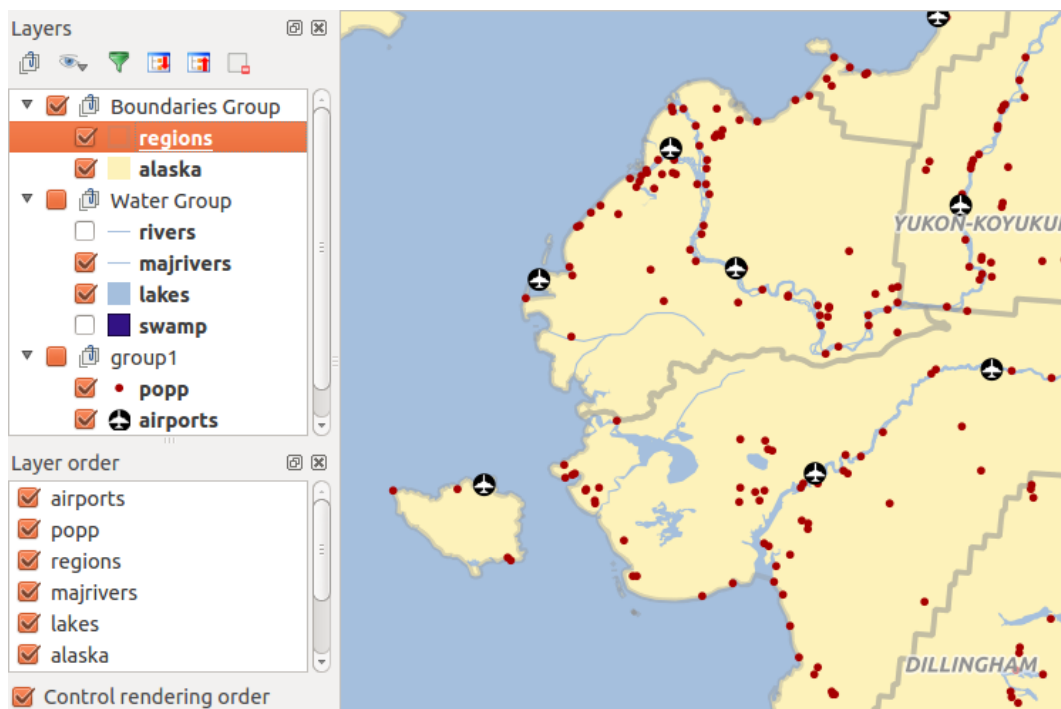 Layers
Boundaries Group
regions
alaska
Water Group
rivers
majrivers
lakes
swamp
group1
popp
airports
Layer order
airports
popp
regions
majrivers
lakes
alaska
Control rendering order
YUKON-KOYUKU
DILLINGHAM